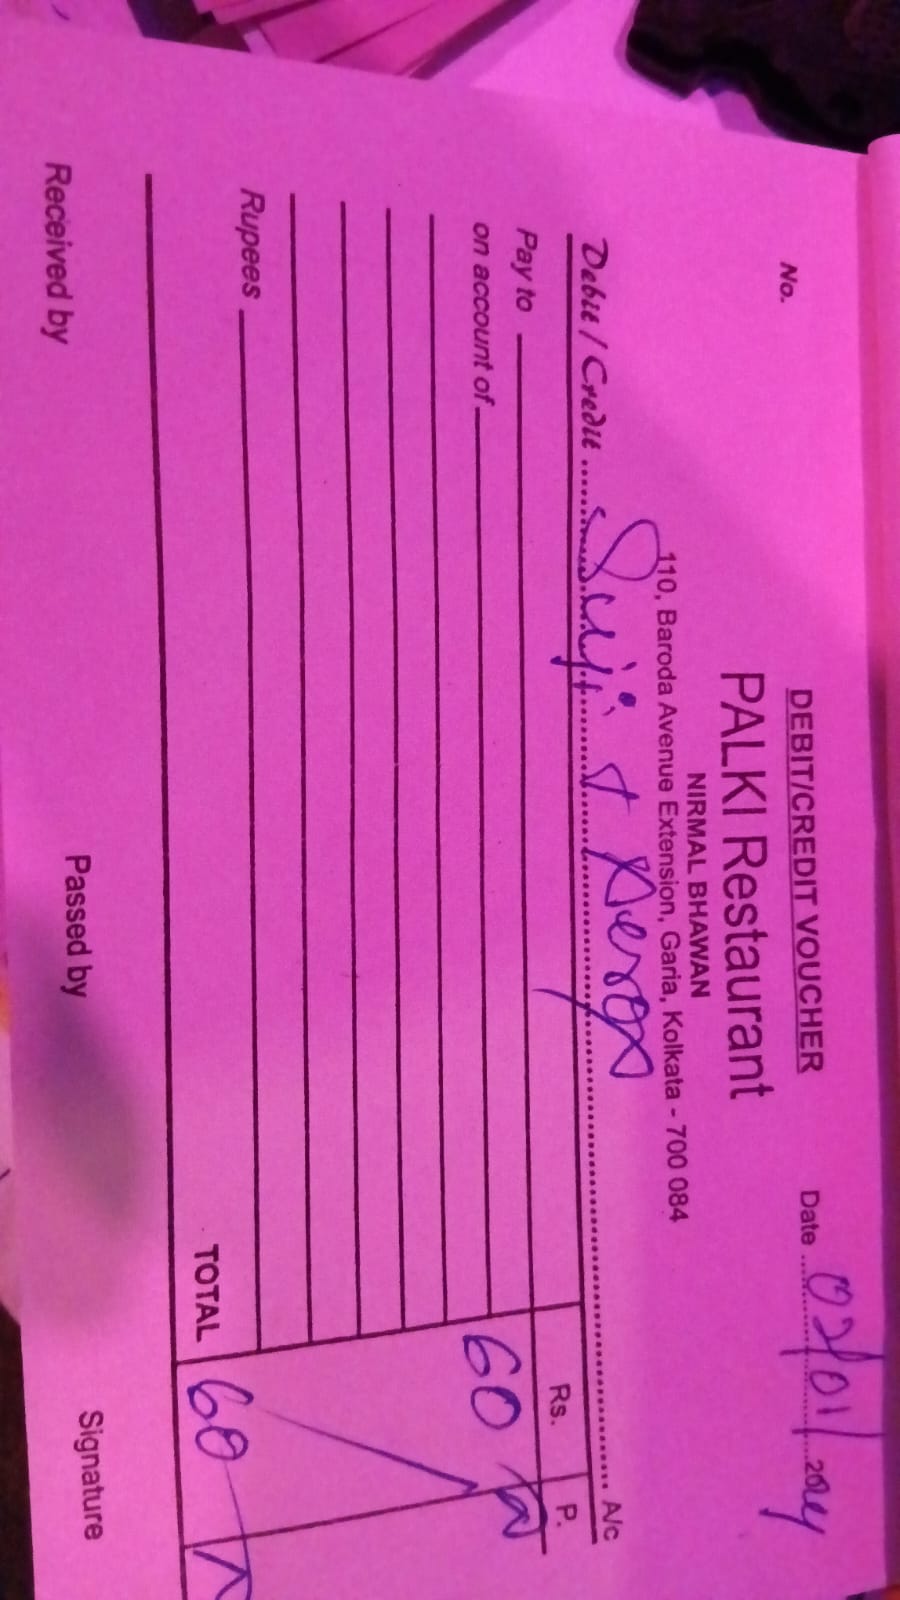 DEBIT/CREDIT VOUCHER
No. Date 02/01/2024
PALKI Restaurant
NIRMAL BHAWAN
110, Baroda Avenue Extension, Garia, Kolkata - 700 084
Debit / Credit ..... Suji & Xerox ..... A/c
Rs. P.
Pay to
on account of 60
Rupees
TOTAL 60
Received by Passed by Signature